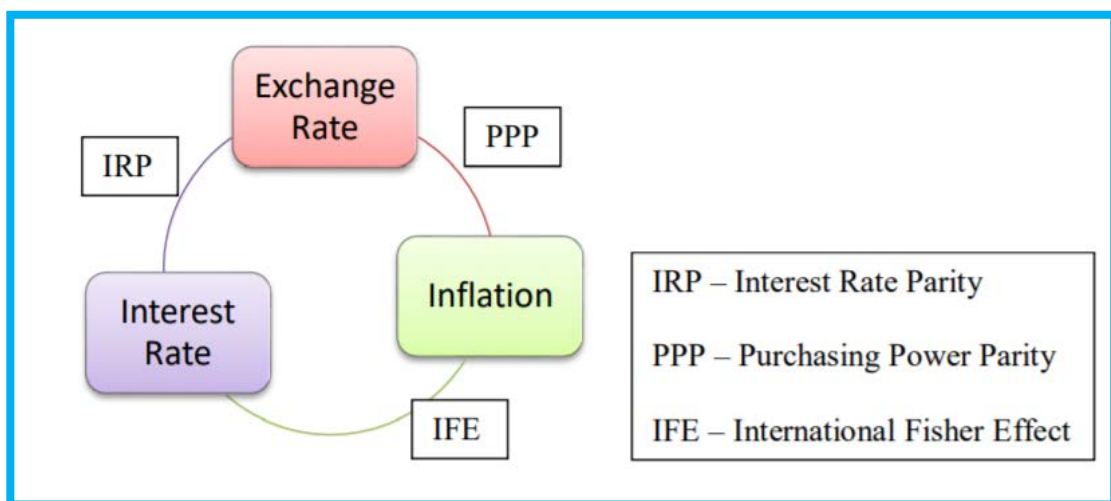 Exchange
Rate
IRP
PPP
Interest
Rate
Inflation
IFE
IRP – Interest Rate Parity
PPP – Purchasing Power Parity
IFE – International Fisher Effect